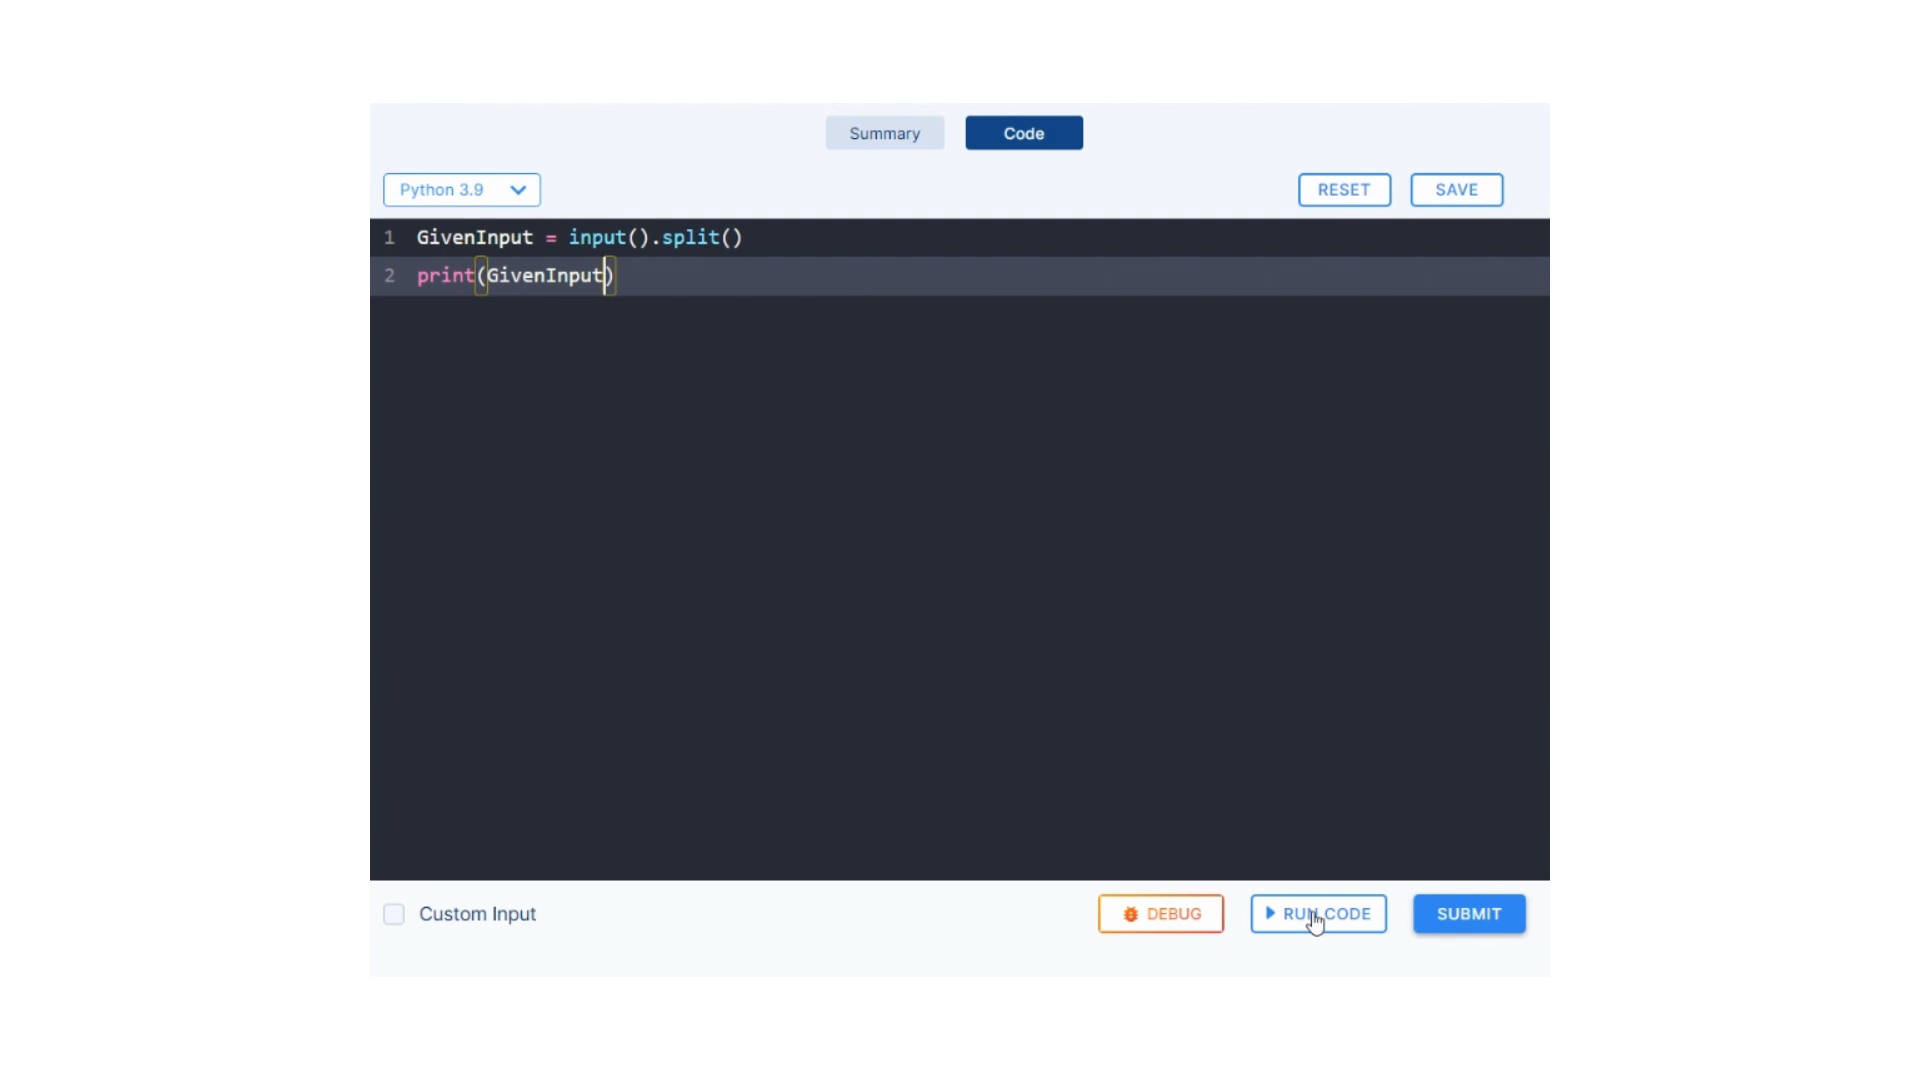 Summary Code
Python 3.9 RESET SAVE
1 GivenInput = input().split()
2 print(GivenInput)
Custom Input DEBUG RUN CODE SUBMIT